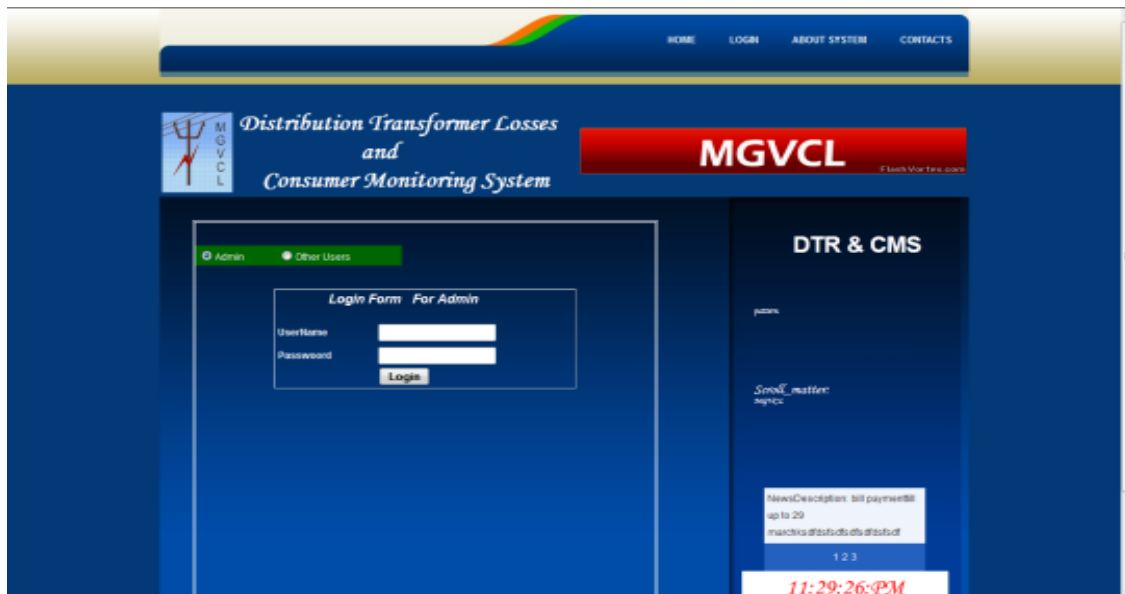 HOME LOGIN ABOUT SYSTEM CONTACTS
MGVCL
Distribution Transformer Losses
and
Consumer Monitoring System
MGVCL
FlashVortex.com
DTR & CMS
Admin Other Users
Login Form For Admin
UserName
Password
Login
Scroll_matter:
NewsDescription: bill paymentBill
up to 29
1 2 3
11:29:26:PM